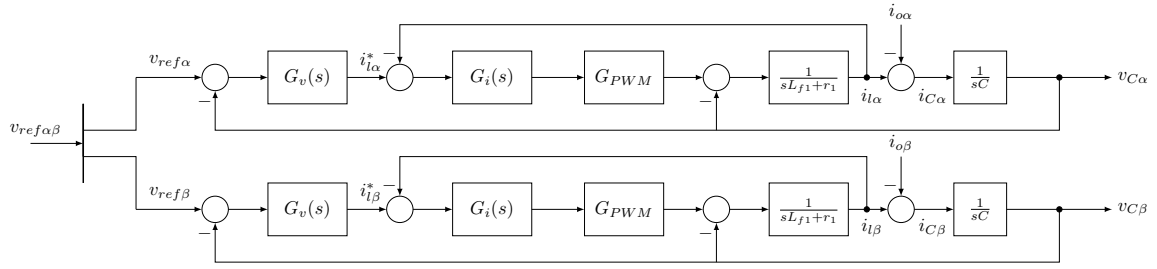 v_{refαβ}
v_{refα}
−
G_v(s)
i^*_{lα}
−
G_i(s)
G_{PWM}
−
1/(sL_{f1}+r_1)
i_{lα}
i_{oα}
−
i_{Cα}
1/(sC)
v_{Cα}
v_{refβ}
−
G_v(s)
i^*_{lβ}
−
G_i(s)
G_{PWM}
−
1/(sL_{f1}+r_1)
i_{lβ}
i_{oβ}
−
i_{Cβ}
1/(sC)
v_{Cβ}